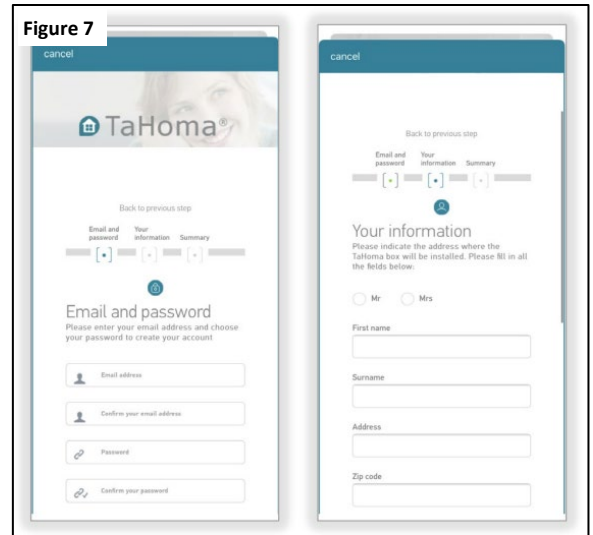 Figure 7
cancel
TaHoma®
Back to previous step
Email and password
Your information
Summary
Email and password
Please enter your email address and choose
your password to create your account
Email address
Confirm your email address
Password
Confirm your password
cancel
Back to previous step
Email and password
Your information
Summary
Your information
Please indicate the address where the
TaHoma box will be installed. Please fill in all
the fields below:
Mr Mrs
First name
Surname
Address
Zip code